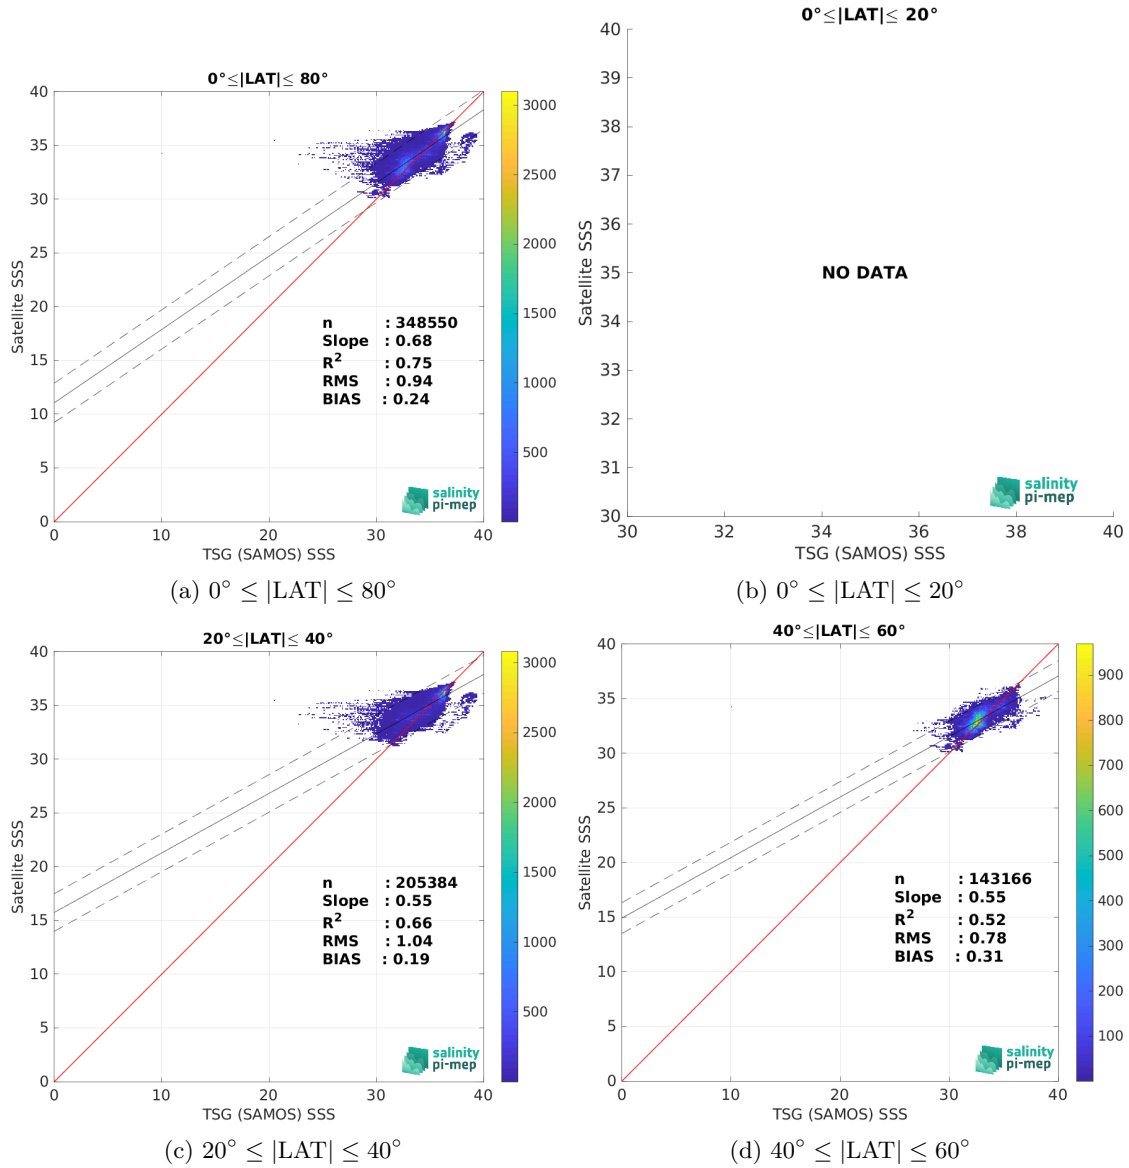 0°≤|LAT|≤ 80°
40
35
30
25
20
15
10
5
0
Satellite SSS
n : 348550
Slope : 0.68
R² : 0.75
RMS : 0.94
BIAS : 0.24
salinity
pi-mep
0 10 20 30 40
TSG (SAMOS) SSS
3000
2500
2000
1500
1000
500
(a) 0° ≤ |LAT| ≤ 80°
0°≤|LAT|≤ 20°
40
39
38
37
36
35
34
33
32
31
30
Satellite SSS
NO DATA
salinity
pi-mep
30 32 34 36 38 40
TSG (SAMOS) SSS
(b) 0° ≤ |LAT| ≤ 20°
20°≤|LAT|≤ 40°
40
35
30
25
20
15
10
5
0
Satellite SSS
n : 205384
Slope : 0.55
R² : 0.66
RMS : 1.04
BIAS : 0.19
salinity
pi-mep
0 10 20 30 40
TSG (SAMOS) SSS
3000
2500
2000
1500
1000
500
(c) 20° ≤ |LAT| ≤ 40°
40°≤|LAT|≤ 60°
40
35
30
25
20
15
10
5
0
Satellite SSS
n : 143166
Slope : 0.55
R² : 0.52
RMS : 0.78
BIAS : 0.31
salinity
pi-mep
0 10 20 30 40
TSG (SAMOS) SSS
900
800
700
600
500
400
300
200
100
(d) 40° ≤ |LAT| ≤ 60°